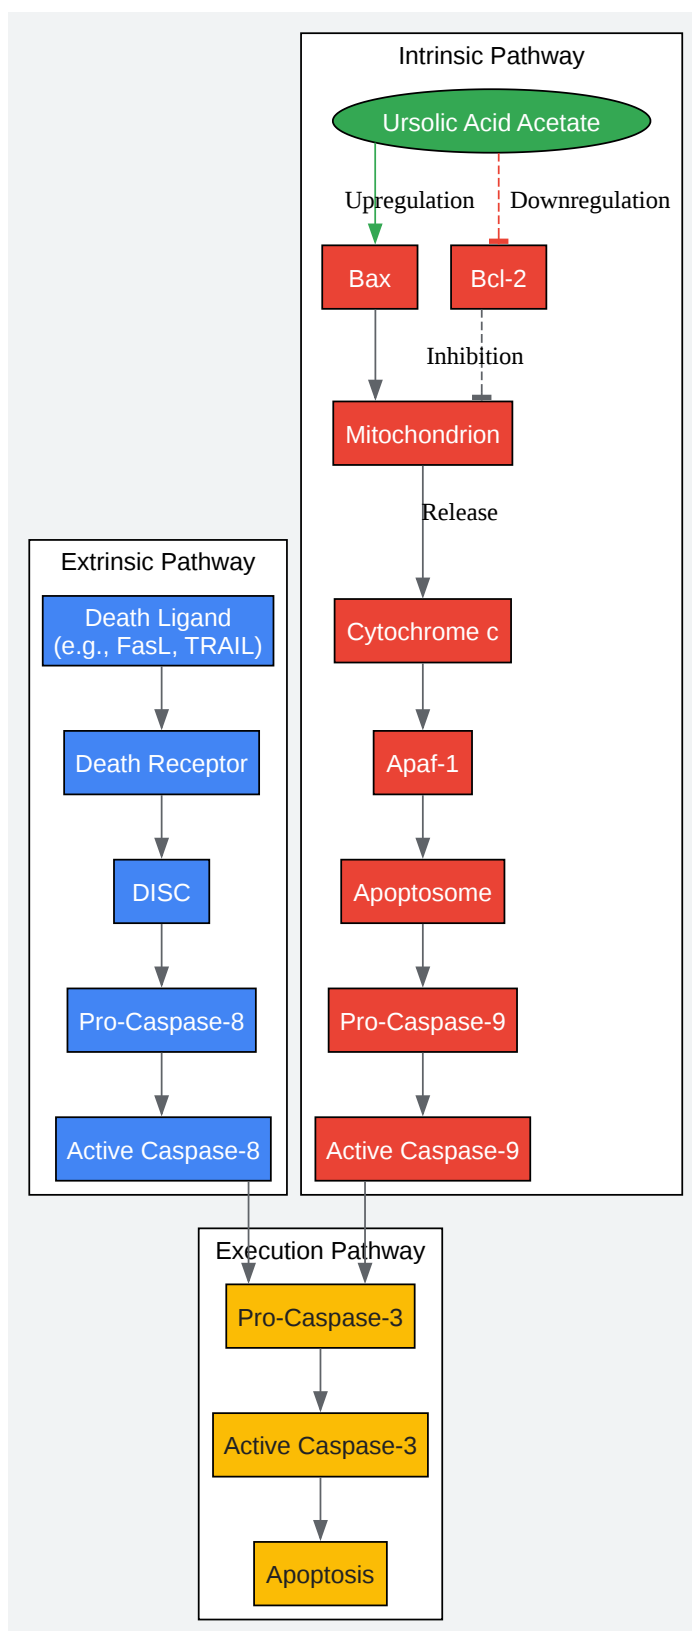 Intrinsic Pathway
Ursolic Acid Acetate
Upregulation
Downregulation
Bax
Bcl-2
Inhibition
Mitochondrion
Release
Cytochrome c
Apaf-1
Apoptosome
Pro-Caspase-9
Active Caspase-9
Extrinsic Pathway
Death Ligand
(e.g., FasL, TRAIL)
Death Receptor
DISC
Pro-Caspase-8
Active Caspase-8
Execution Pathway
Pro-Caspase-3
Active Caspase-3
Apoptosis